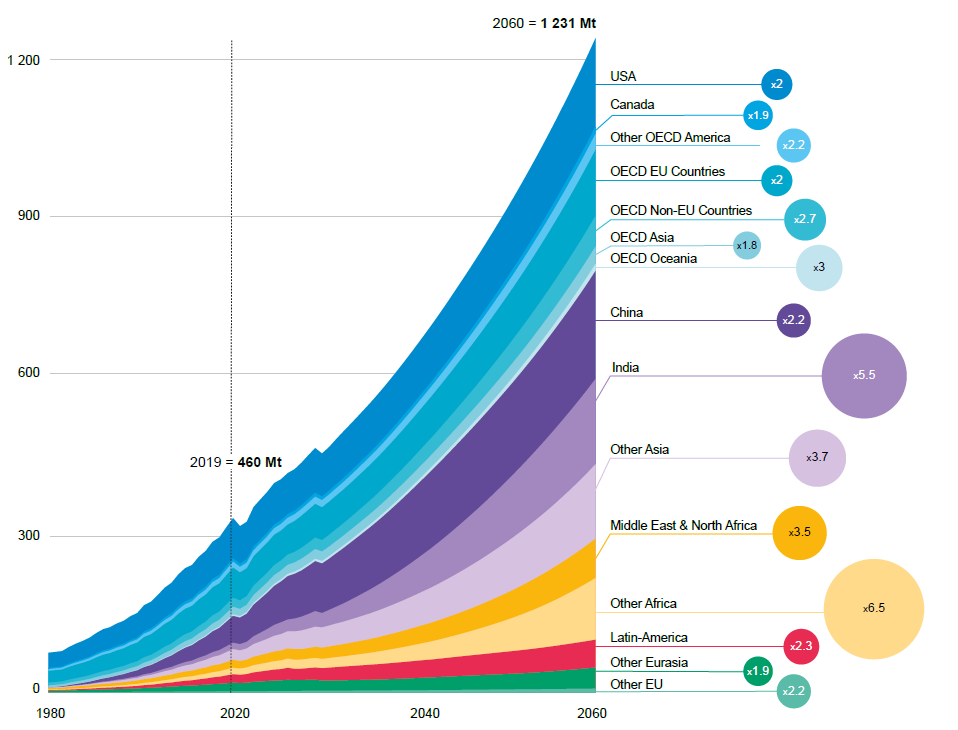 2060 = 1 231 Mt
1 200
USA
x2
Canada
x1.9
Other OECD America
x2.2
OECD EU Countries
x2
900
OECD Non-EU Countries
x2.7
OECD Asia
x1.8
OECD Oceania
x3
China
x2.2
600
India
x5.5
2019 = 460 Mt
Other Asia
x3.7
300
Middle East & North Africa
x3.5
Other Africa
x6.5
Latin-America
x2.3
Other Eurasia
x1.9
0
Other EU
x2.2
1980
2020
2040
2060